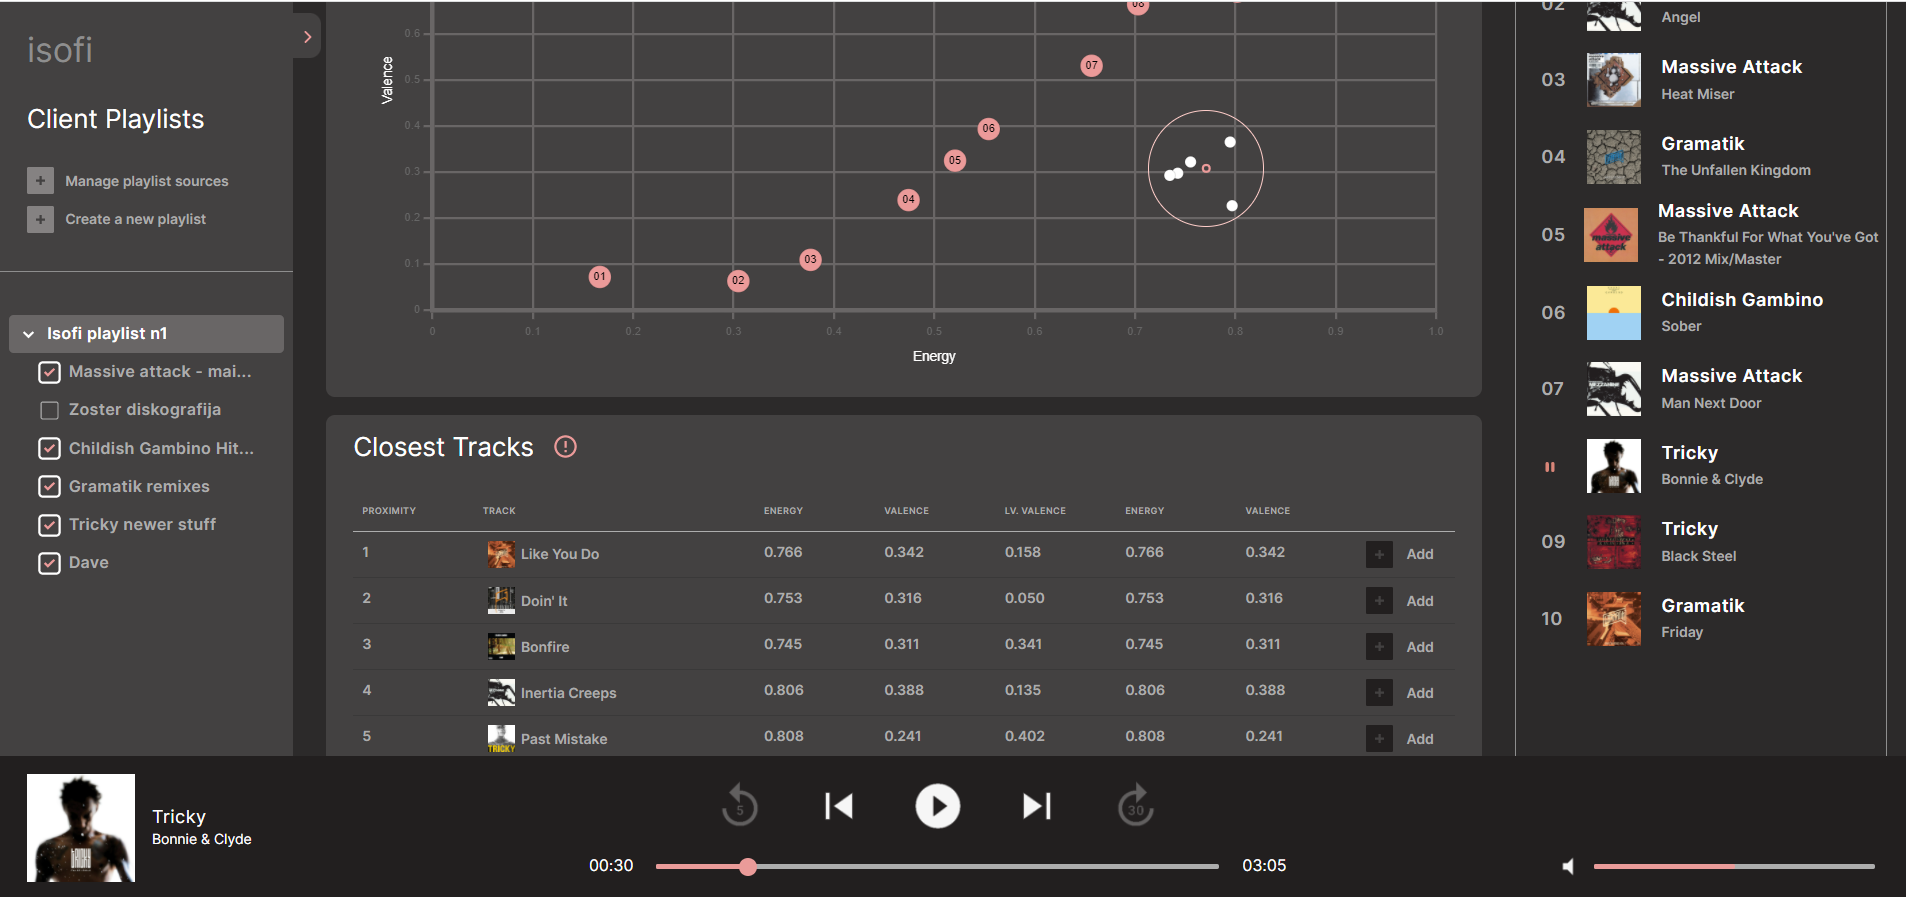 isofi
Client Playlists
+ Manage playlist sources
+ Create a new playlist
Isofi playlist n1
Massive attack - mai...
Zoster diskografija
Childish Gambino Hit...
Gramatik remixes
Tricky newer stuff
Dave
Valence
0.6
0.5
0.4
0.3
0.2
0.1
0
0 0.1 0.2 0.3 0.4 0.5 0.6 0.7 0.8 0.9 1.0
Energy
08
07
06
05
04
03
02
01
Closest Tracks
PROXIMITY TRACK ENERGY VALENCE LV. VALENCE ENERGY VALENCE
1 Like You Do 0.766 0.342 0.158 0.766 0.342 + Add
2 Doin' It 0.753 0.316 0.050 0.753 0.316 + Add
3 Bonfire 0.745 0.311 0.341 0.745 0.311 + Add
4 Inertia Creeps 0.806 0.388 0.135 0.806 0.388 + Add
5 TRICKY Past Mistake 0.808 0.241 0.402 0.808 0.241 + Add
02
Angel
03 Massive Attack
Heat Miser
04 Gramatik
The Unfallen Kingdom
05 massive attack Massive Attack
Be Thankful For What You've Got
- 2012 Mix/Master
06 Childish Gambino
Sober
07 Massive Attack
Man Next Door
Tricky
Bonnie & Clyde
09 Tricky
Black Steel
10 Gramatik
Friday
Tricky
Bonnie & Clyde
5
30
00:30
03:05